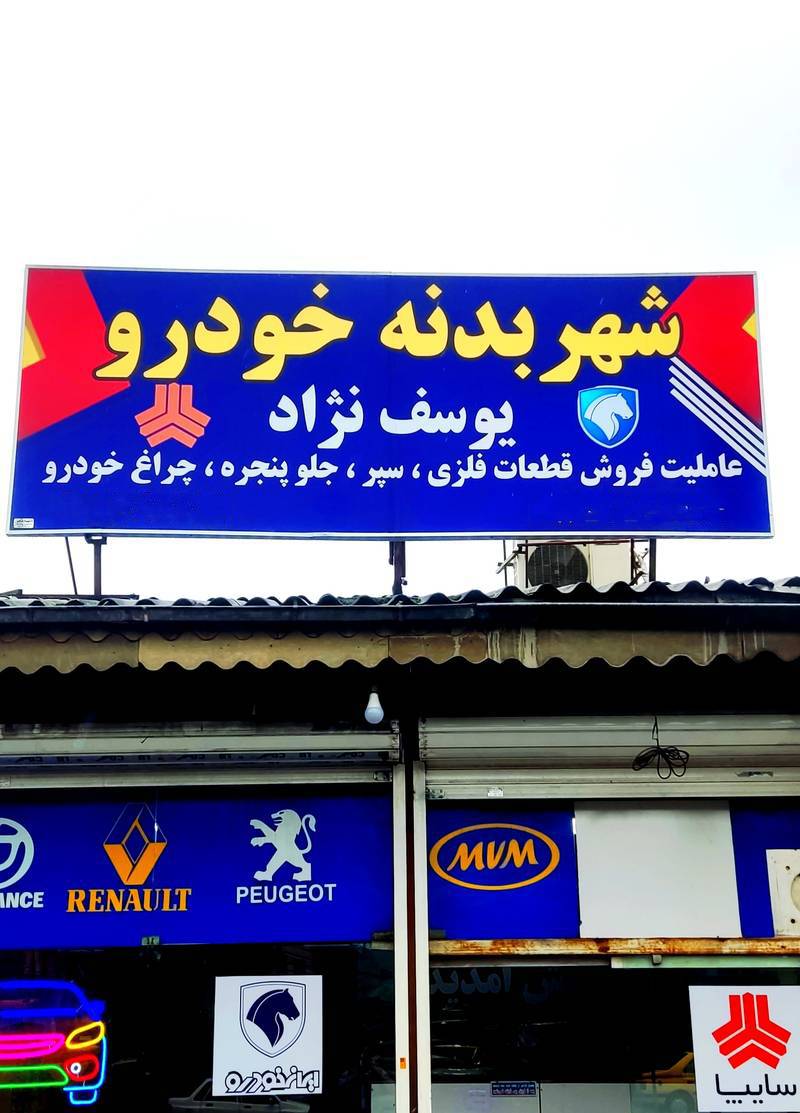 شهر بدنه خودرو
یوسف نژاد
عاملیت فروش قطعات فلزی ، سپر ، جلو پنجره ، چراغ خودرو
RENAULT
PEUGEOT
MVM
ایران‌خودرو
سایپا